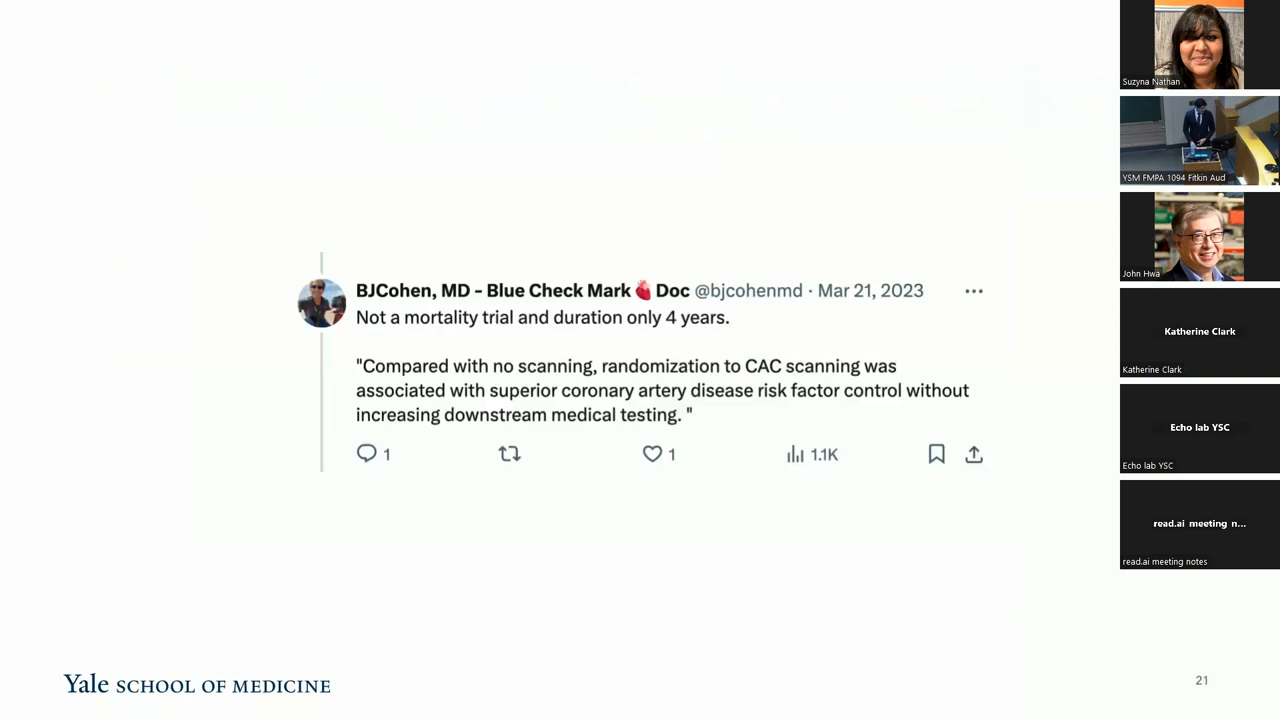 BJCohen, MD - Blue Check Mark 🫀 Doc @bjcohenmd · Mar 21, 2023
Not a mortality trial and duration only 4 years.
"Compared with no scanning, randomization to CAC scanning was
associated with superior coronary artery disease risk factor control without
increasing downstream medical testing. "
1
1
1.1K
Yale SCHOOL OF MEDICINE
21
Suzyna Nathan
YSM FMPA 1094 Fitkin Aud
John Hwa
Katherine Clark
Katherine Clark
Echo lab YSC
Echo lab YSC
read.ai meeting n...
read.ai meeting notes